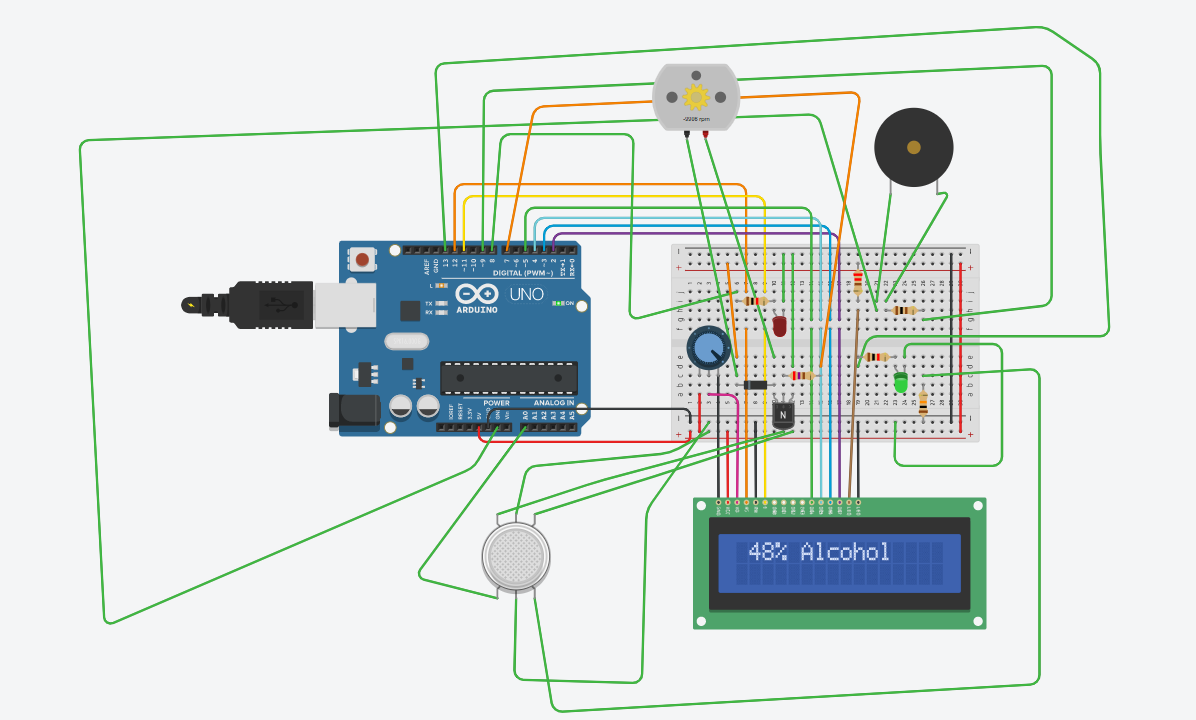 -9998 rpm
AREF
GND
13
12
~11
~10
~9
8
7
~6
~5
4
~3
2
TX→1
RX←0
DIGITAL (PWM~)
L
TX
RX
UNO
ON
ARDUINO
POWER
ANALOG IN
IOREF
RESET
3.3V
5V
GND
Vin
A0
A1
A2
A3
A4
A5
N
48% Alcohol